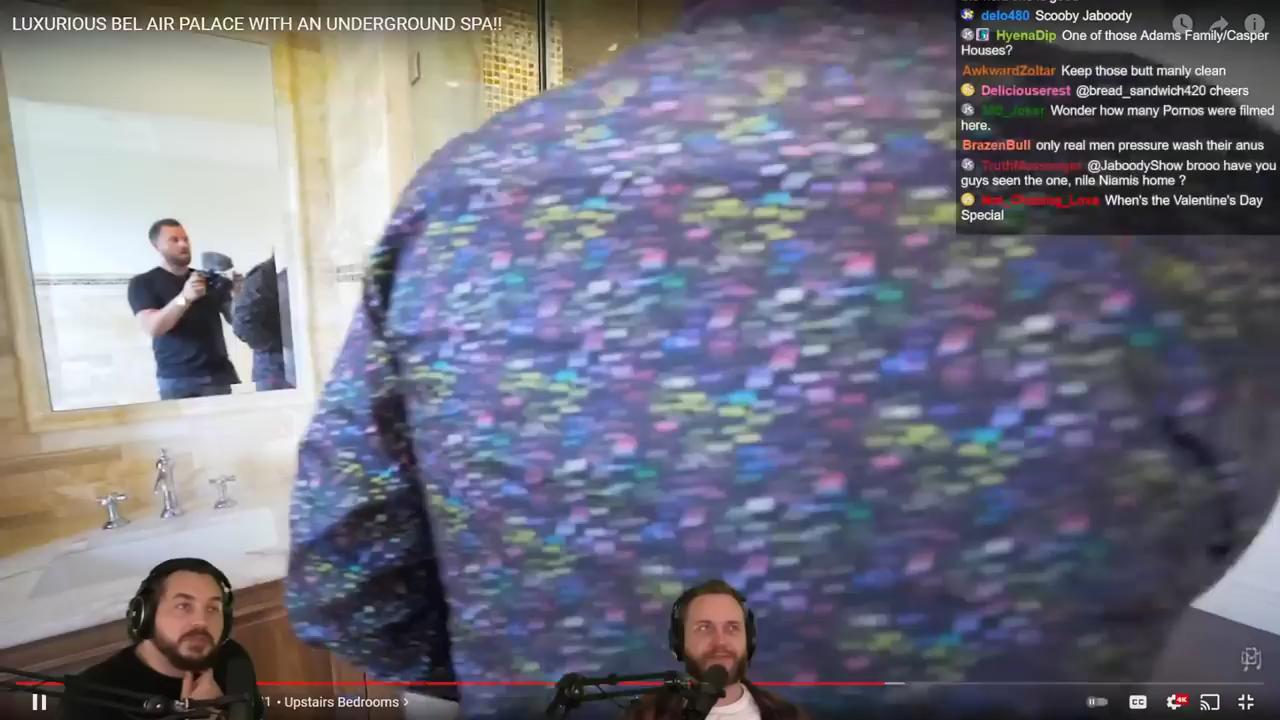 LUXURIOUS BEL AIR PALACE WITH AN UNDERGROUND SPA!!
delo480 Scooby Jaboody
HyenaDip One of those Adams Family/Casper
Houses?
AwkwardZoltar Keep those butt manly clean
Deliciouserest @bread_sandwich420 cheers
Wonder how many Pornos were filmed
here.
BrazenBull only real men pressure wash their anus
@JaboodyShow brooo have you
guys seen the one, nile Niamis home ?
When's the Valentine's Day
Special
• Upstairs Bedrooms >
CC
4K